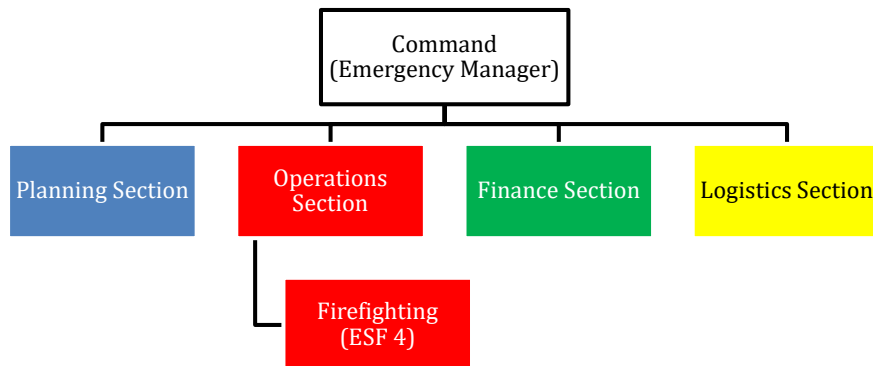 Command
(Emergency Manager)
Planning Section
Operations
Section
Finance Section
Logistics Section
Firefighting
(ESF 4)